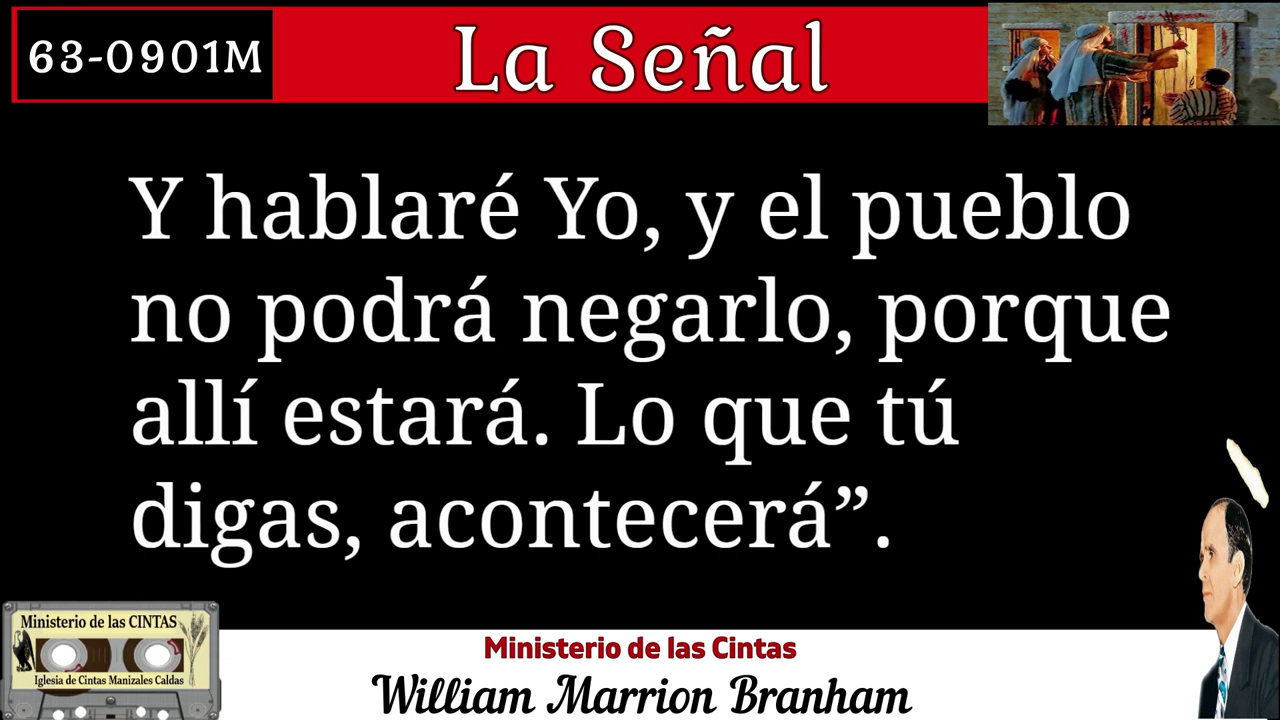 63-0901M
La Señal
Y hablaré Yo, y el pueblo
no podrá negarlo, porque
allí estará. Lo que tú
digas, acontecerá”.
Ministerio de las CINTAS
Iglesia de Cintas Manizales Caldas
Ministerio de las Cintas
William Marrion Branham